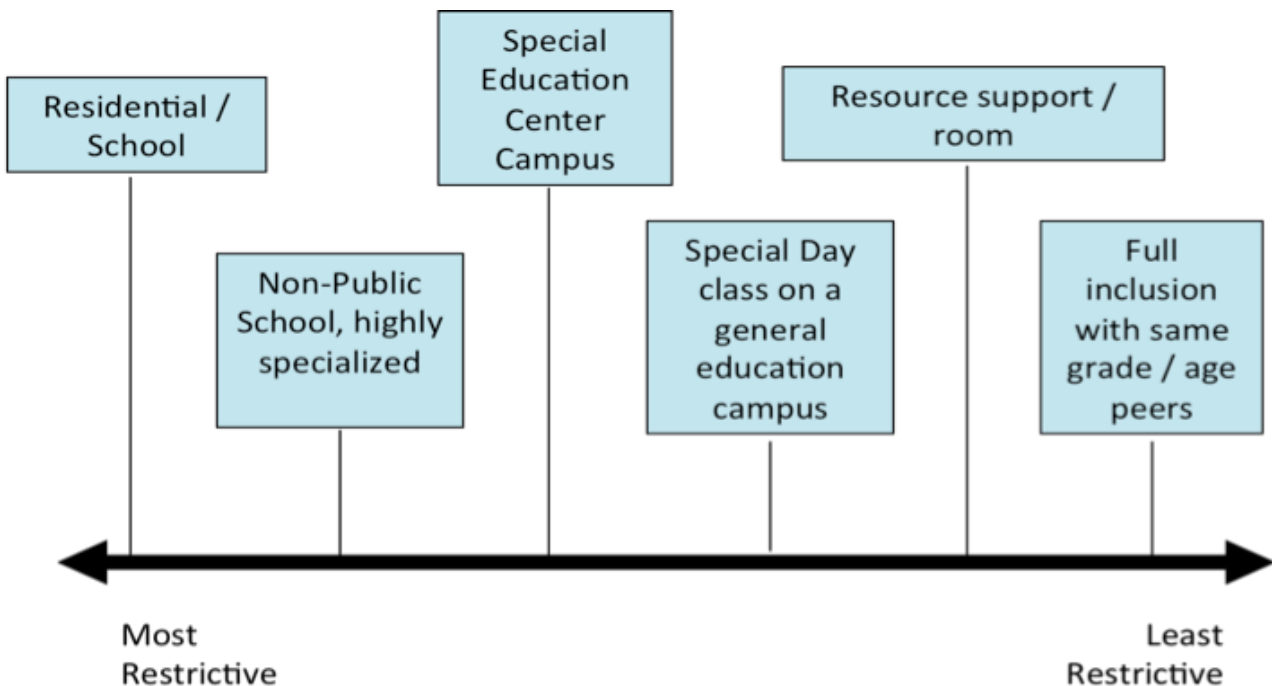 Residential /
School
Non-Public
School, highly
specialized
Special
Education
Center
Campus
Special Day
class on a
general
education
campus
Resource support /
room
Full
inclusion
with same
grade / age
peers
Most
Restrictive
Least
Restrictive